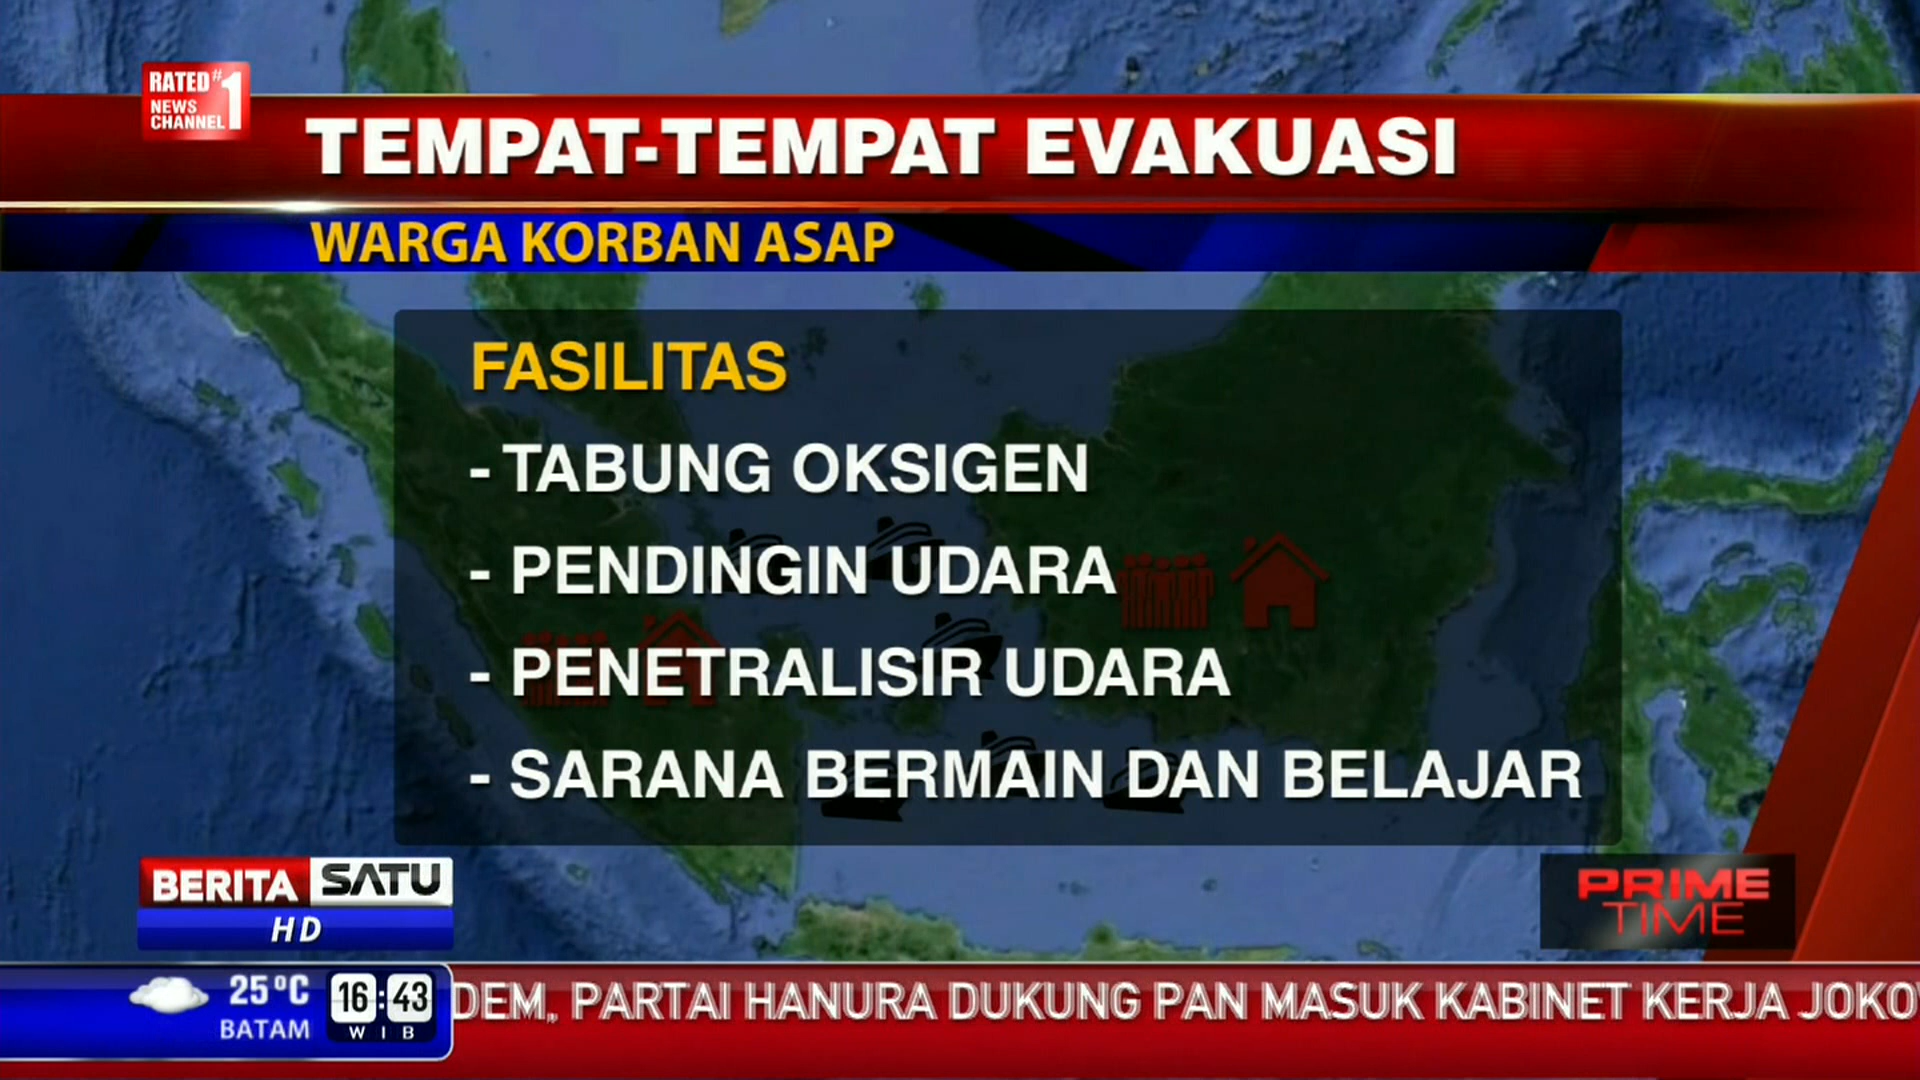 RATED #1
NEWS
CHANNEL
TEMPAT-TEMPAT EVAKUASI
WARGA KORBAN ASAP
FASILITAS
- TABUNG OKSIGEN
- PENDINGIN UDARA
- PENETRALISIR UDARA
- SARANA BERMAIN DAN BELAJAR
BERITA SATU
HD
PRIME
TIME
25°C
BATAM
16:43
WIB
DEM, PARTAI HANURA DUKUNG PAN MASUK KABINET KERJA JOKO